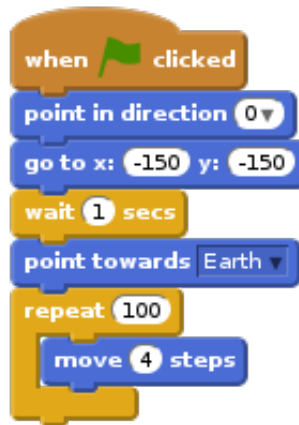 when clicked
point in direction 0
go to x: -150 y: -150
wait 1 secs
point towards Earth
repeat 100
move 4 steps